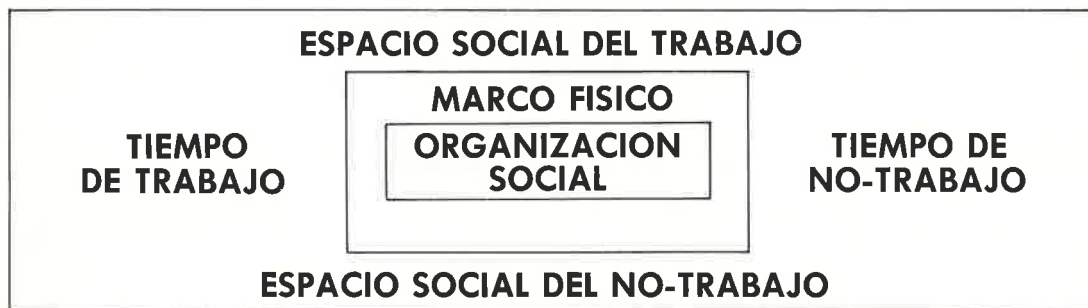 ESPACIO SOCIAL DEL TRABAJO
MARCO FISICO
TIEMPO
DE TRABAJO
ORGANIZACION
SOCIAL
TIEMPO DE
NO-TRABAJO
ESPACIO SOCIAL DEL NO-TRABAJO